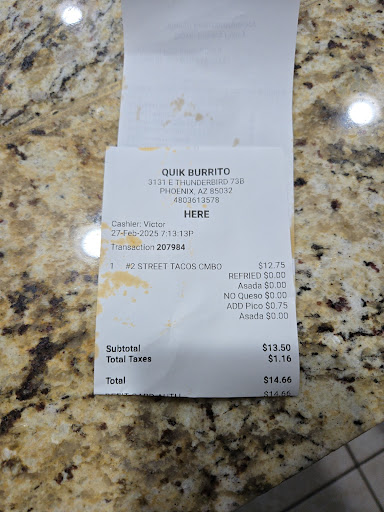 QUIK BURRITO
3131 E THUNDERBIRD 73B
PHOENIX, AZ 85032
4803613578
HERE
Cashier: Victor
27-Feb-2025 7:13:13P
Transaction 207984
1 #2 STREET TACOS CMBO $12.75
REFRIED $0.00
Asada $0.00
NO Queso $0.00
ADD Pico $0.75
Asada $0.00
Subtotal $13.50
Total Taxes $1.16
Total $14.66
$14.66